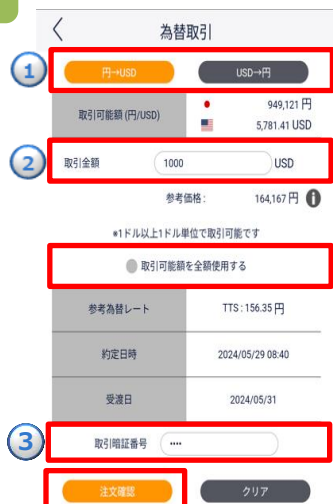 為替取引
1
円→USD
USD→円
取引可能額 (円/USD)
949,121 円
5,781.41 USD
2
取引金額
1000
USD
参考価格:
164,167 円
i
*1ドル以上1ドル単位で取引可能です
取引可能額を全額使用する
参考為替レート
TTS : 156.35 円
約定日時
2024/05/29 08:40
受渡日
2024/05/31
3
取引暗証番号
••••
注文確認
クリア